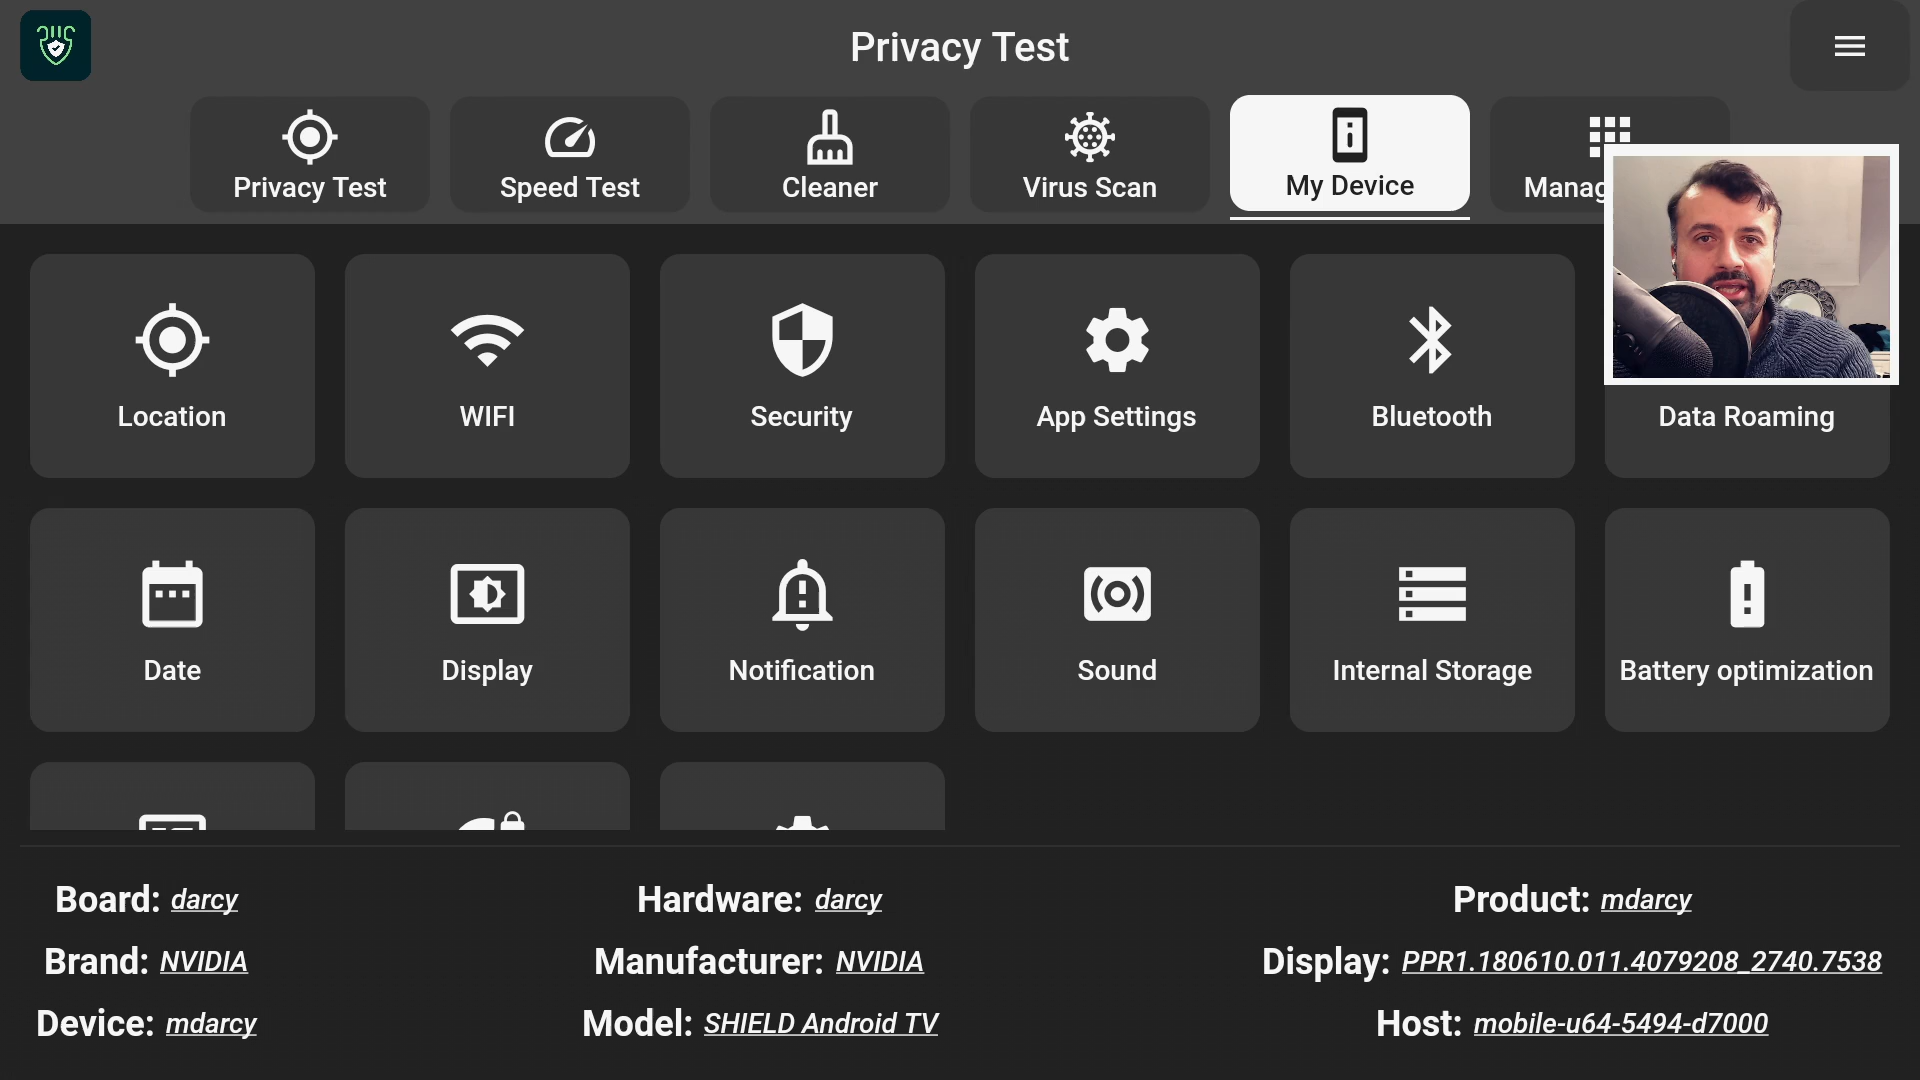 Privacy Test
Privacy Test
Speed Test
Cleaner
Virus Scan
My Device
Location
WIFI
Security
App Settings
Bluetooth
Data Roaming
Date
Display
Notification
Sound
Internal Storage
Battery optimization
Board: darcy
Hardware: darcy
Product: mdarcy
Brand: NVIDIA
Manufacturer: NVIDIA
Display: PPR1.180610.011.4079208_2740.7538
Device: mdarcy
Model: SHIELD Android TV
Host: mobile-u64-5494-d7000